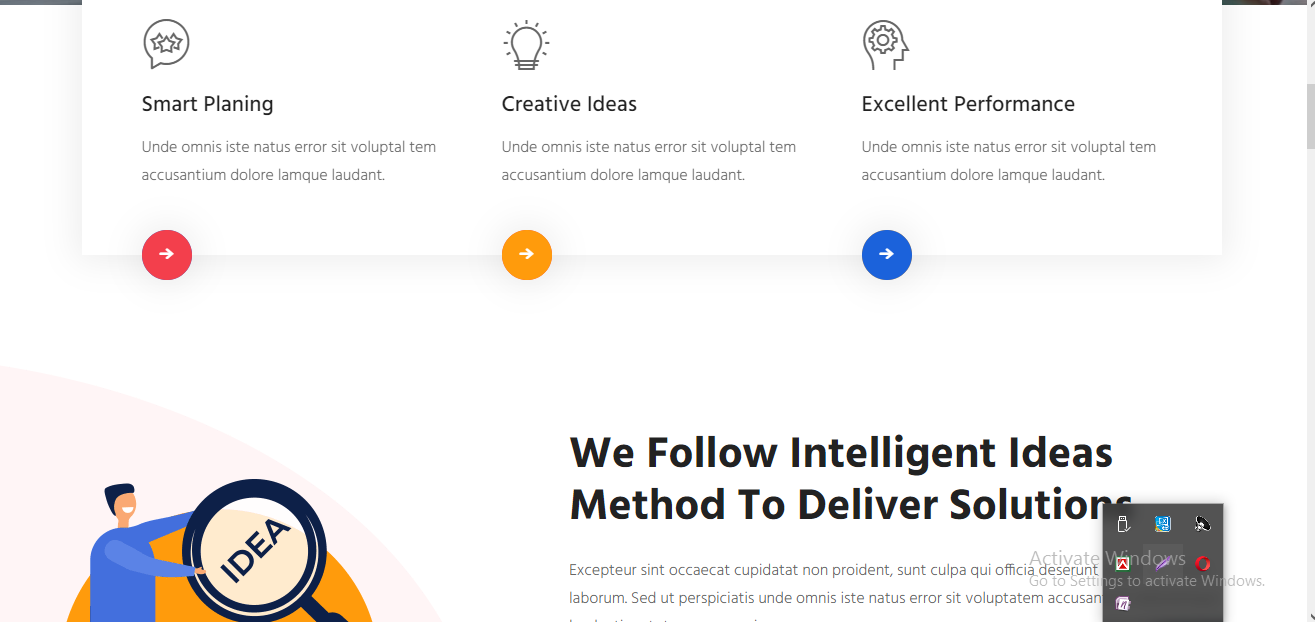 Smart Planing
Creative Ideas
Excellent Performance
Unde omnis iste natus error sit voluptal tem
accusantium dolore lamque laudant.
Unde omnis iste natus error sit voluptal tem
accusantium dolore lamque laudant.
Unde omnis iste natus error sit voluptal tem
accusantium dolore lamque laudant.
We Follow Intelligent Ideas
Method To Deliver Solutions
IDEA
Excepteur sint occaecat cupidatat non proident, sunt culpa qui officia deserunt
laborum. Sed ut perspiciatis unde omnis iste natus error sit voluptatem accusan
Activate Windows
Go to Settings to activate Windows.